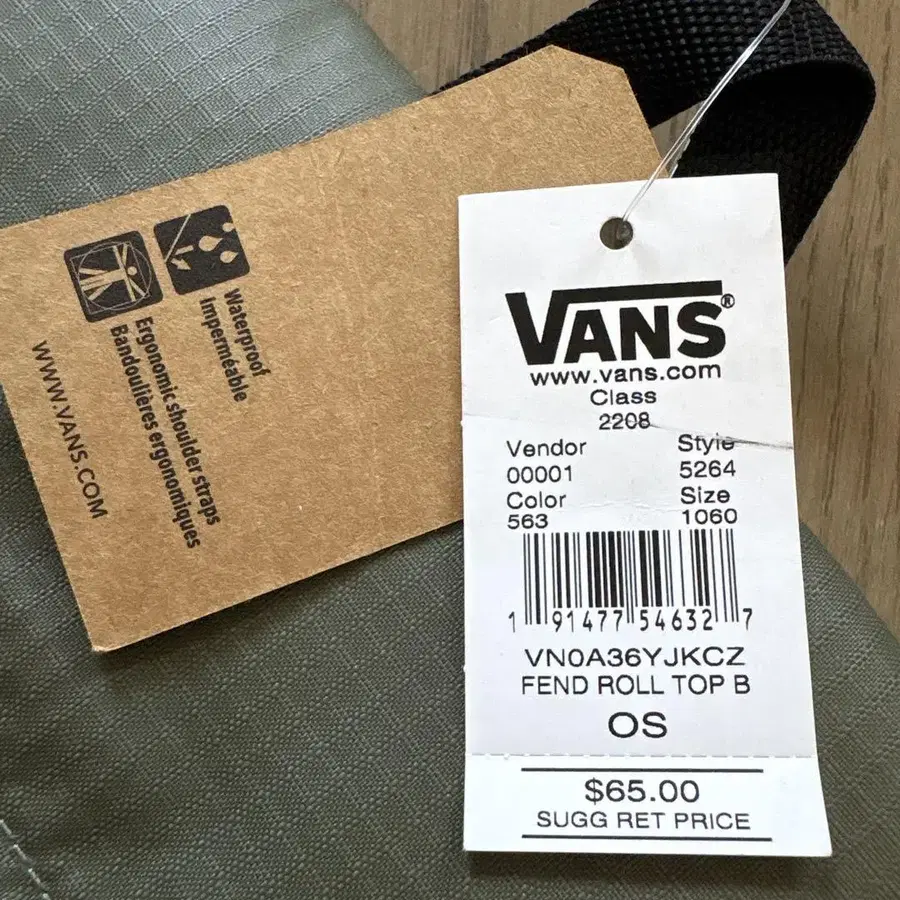 Waterproof
Imperméable
Ergonomic shoulder straps
Bandoulières ergonomiques
WWW.VANS.COM
VANS®
www.vans.com
Class
2208
Vendor Style
00001 5264
Color Size
563 1060
1 91477 54632 7
VN0A36YJKCZ
FEND ROLL TOP B
OS
$65.00
SUGG RET PRICE